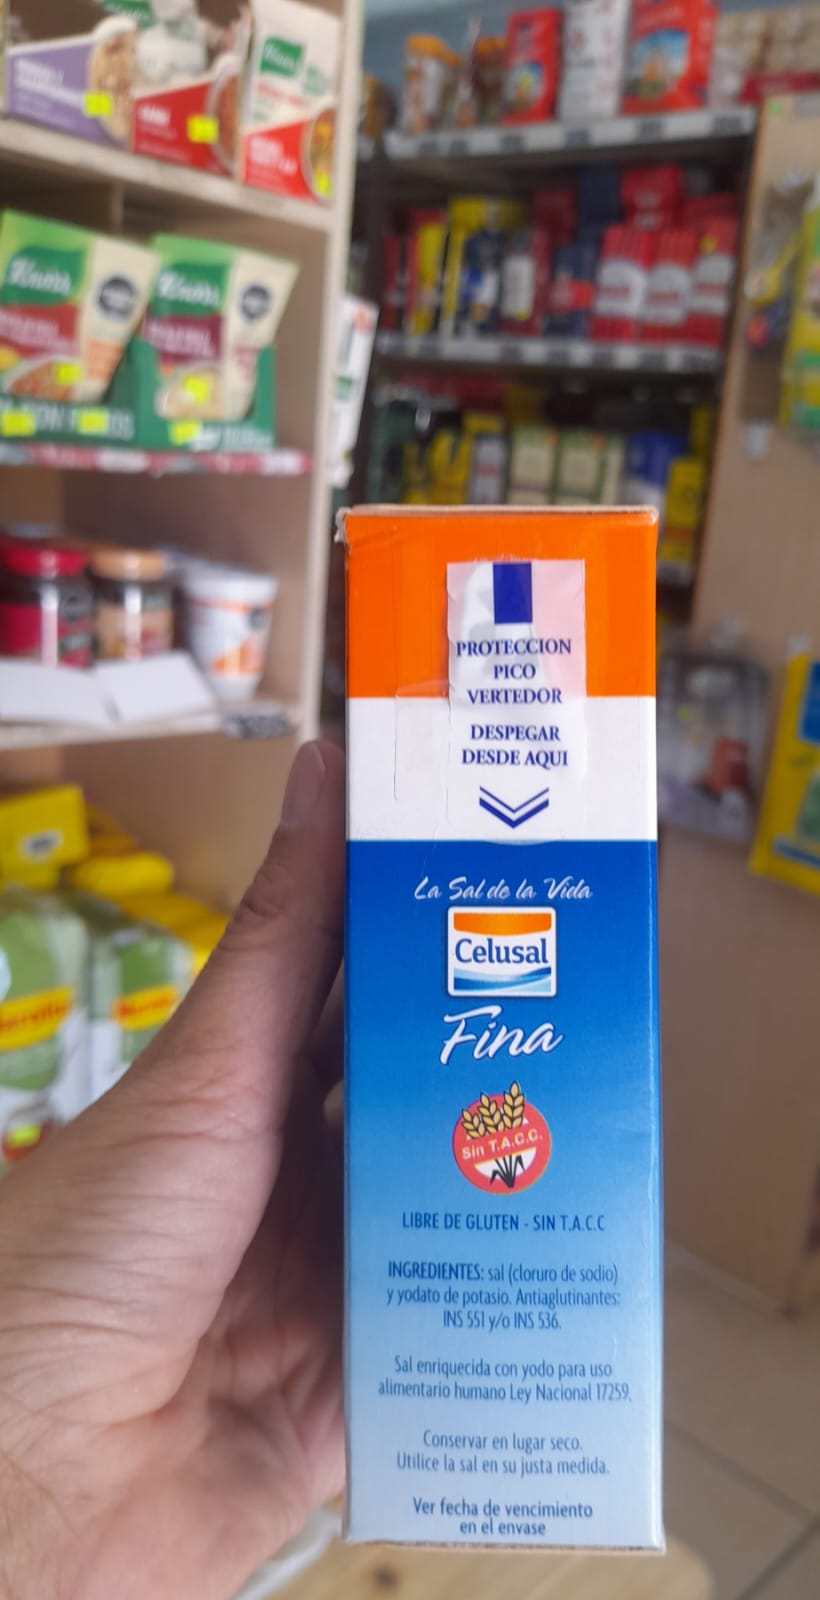 Knorr
Knorr
Knorr
PROTECCION
PICO
VERTEDOR
DESPEGAR
DESDE AQUI
La Sal de la Vida
Celusal
Fina
Sin T.A.C.C.
LIBRE DE GLUTEN - SIN T.A.C.C
INGREDIENTES: sal (cloruro de sodio)
y yodato de potasio. Antiaglutinantes:
INS 551 y/o INS 536.
Sal enriquecida con yodo para uso
alimentario humano Ley Nacional 17259.
Conservar en lugar seco.
Utilice la sal en su justa medida.
Ver fecha de vencimiento
en el envase